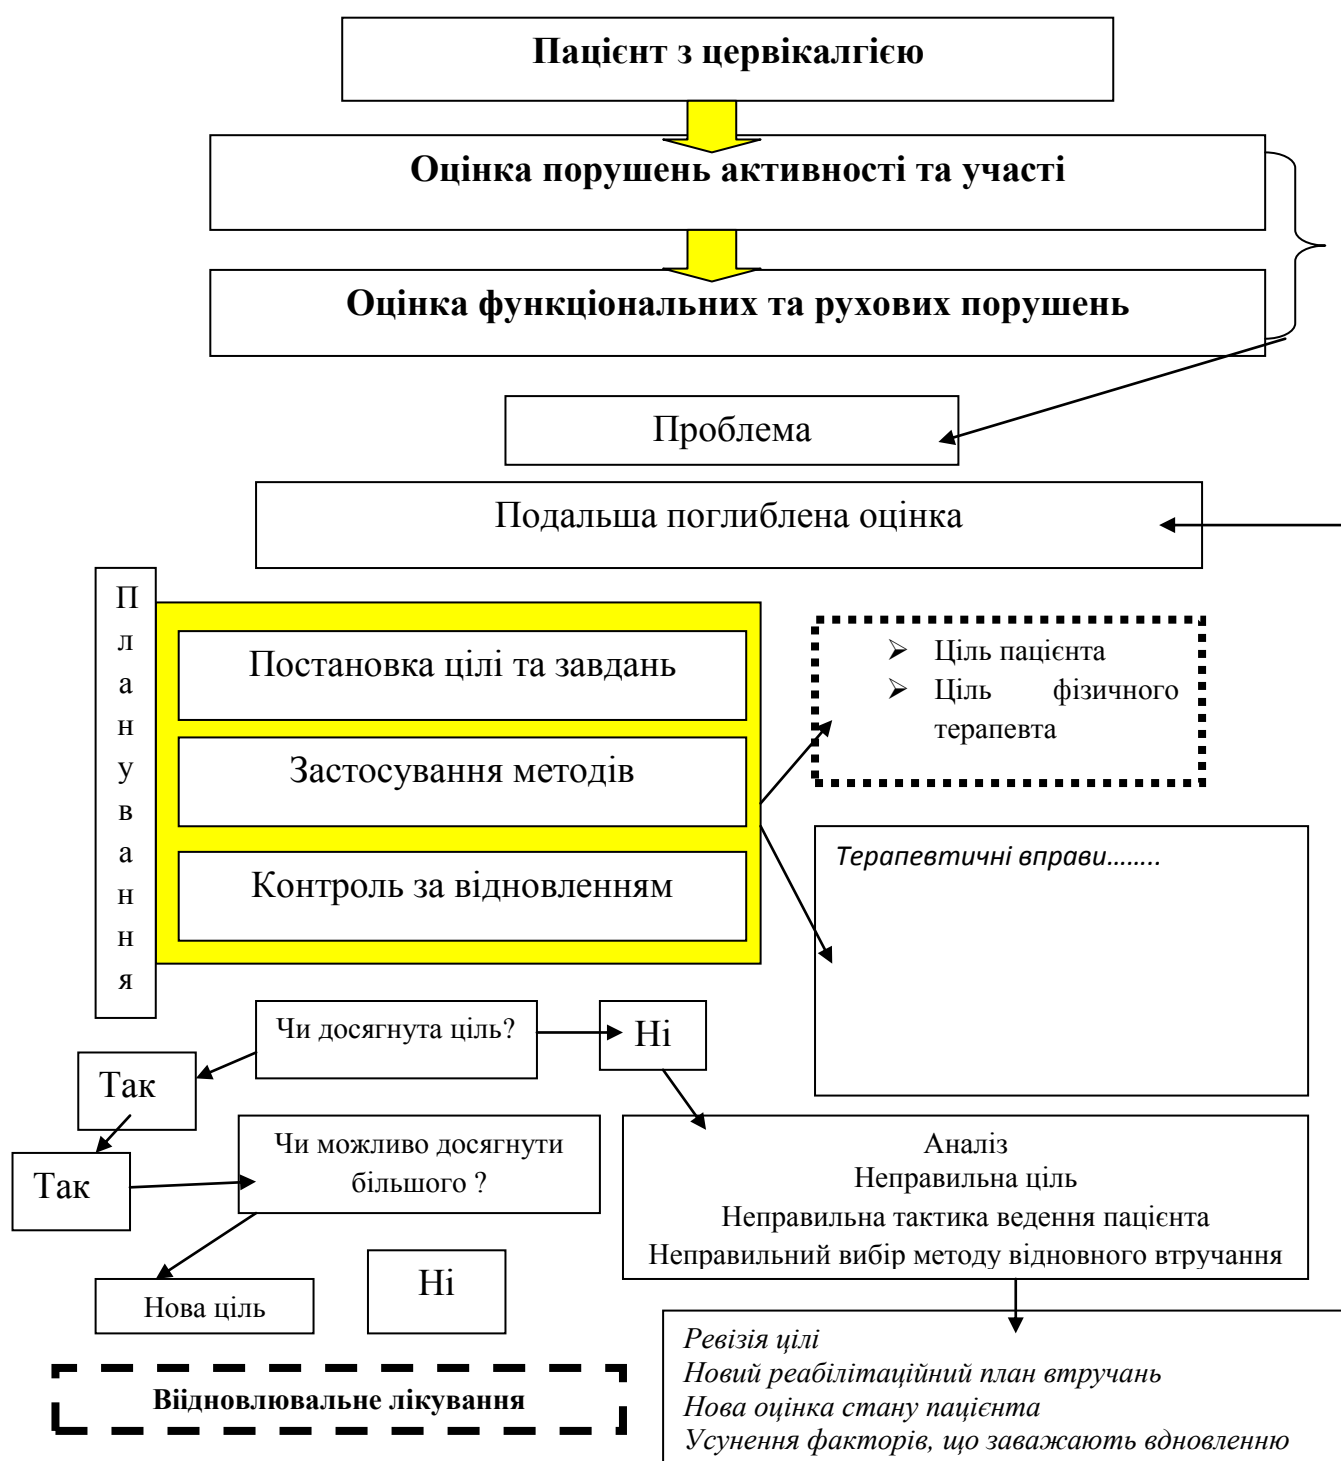 Пацієнт з цервікалгією
Оцінка порушень активності та участі
Оцінка функціональних та рухових порушень
Проблема
Подальша поглиблена оцінка
Планування
Постановка цілі та завдань
Застосування методів
Контроль за відновленням
Ціль пацієнта
Ціль фізичного
терапевта
Терапевтичні вправи........
Чи досягнута ціль?
Ні
Так
Так
Чи можливо досягнути
більшого ?
Аналіз
Неправильна ціль
Неправильна тактика ведення пацієнта
Неправильний вибір методу відновного втручання
Нова ціль
Ні
Ревізія цілі
Новий реабілітаційний план втручань
Нова оцінка стану пацієнта
Усунення факторів, що заважають вдновленню
Віідновлювальне лікування